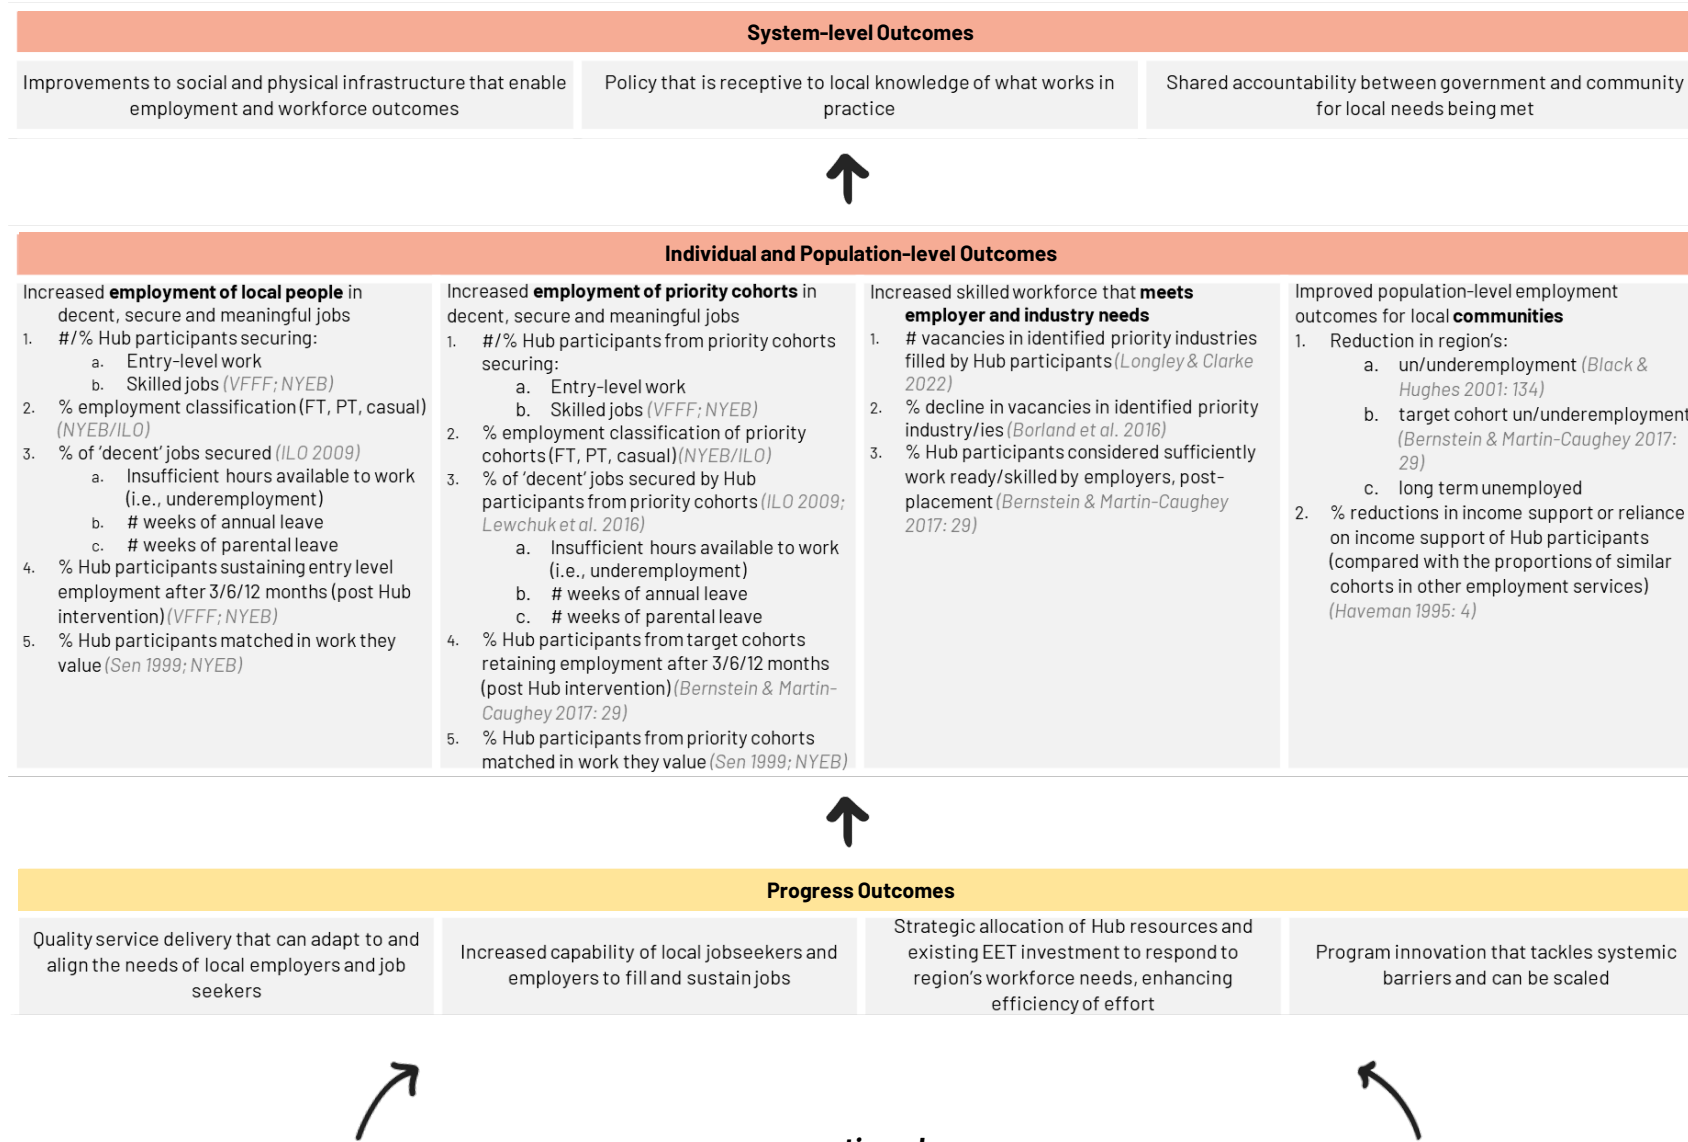 System-level Outcomes
Improvements to social and physical infrastructure that enable
employment and workforce outcomes
Policy that is receptive to local knowledge of what works in
practice
Shared accountability between government and community
for local needs being met
Individual and Population-level Outcomes
Increased employment of local people in
decent, secure and meaningful jobs
1. #/% Hub participants securing:
a. Entry-level work
b. Skilled jobs (VFFF; NYEB)
2. % employment classification (FT, PT, casual)
(NYEB/ILO)
3. % of ‘decent’ jobs secured (ILO 2009)
a. Insufficient hours available to work
(i.e., underemployment)
b. # weeks of annual leave
c. # weeks of parental leave
4. % Hub participants sustaining entry level
employment after 3/6/12 months (post Hub
intervention) (VFFF; NYEB)
5. % Hub participants matched in work they
value (Sen 1999; NYEB)
Increased employment of priority cohorts in
decent, secure and meaningful jobs
1. #/% Hub participants from priority cohorts
securing:
a. Entry-level work
b. Skilled jobs (VFFF; NYEB)
2. % employment classification of priority
cohorts (FT, PT, casual) (NYEB/ILO)
3. % of ‘decent’ jobs secured by Hub
participants from priority cohorts (ILO 2009;
Lewchuk et al. 2016)
a. Insufficient hours available to work
(i.e., underemployment)
b. # weeks of annual leave
c. # weeks of parental leave
4. % Hub participants from target cohorts
retaining employment after 3/6/12 months
(post Hub intervention) (Bernstein & Martin-
Caughey 2017: 29)
5. % Hub participants from priority cohorts
matched in work they value (Sen 1999; NYEB)
Increased skilled workforce that meets
employer and industry needs
1. # vacancies in identified priority industries
filled by Hub participants (Longley & Clarke
2022)
2. % decline in vacancies in identified priority
industry/ies (Borland et al. 2016)
3. % Hub participants considered sufficiently
work ready/skilled by employers, post-
placement (Bernstein & Martin-Caughey
2017: 29)
Improved population-level employment
outcomes for local communities
1. Reduction in region’s:
a. un/underemployment (Black &
Hughes 2001: 134)
b. target cohort un/underemployment
(Bernstein & Martin-Caughey 2017:
29)
c. long term unemployed
2. % reductions in income support or reliance
on income support of Hub participants
(compared with the proportions of similar
cohorts in other employment services)
(Haveman 1995: 4)
Progress Outcomes
Quality service delivery that can adapt to and
align the needs of local employers and job
seekers
Increased capability of local jobseekers and
employers to fill and sustain jobs
Strategic allocation of Hub resources and
existing EET investment to respond to
region’s workforce needs, enhancing
efficiency of effort
Program innovation that tackles systemic
barriers and can be scaled